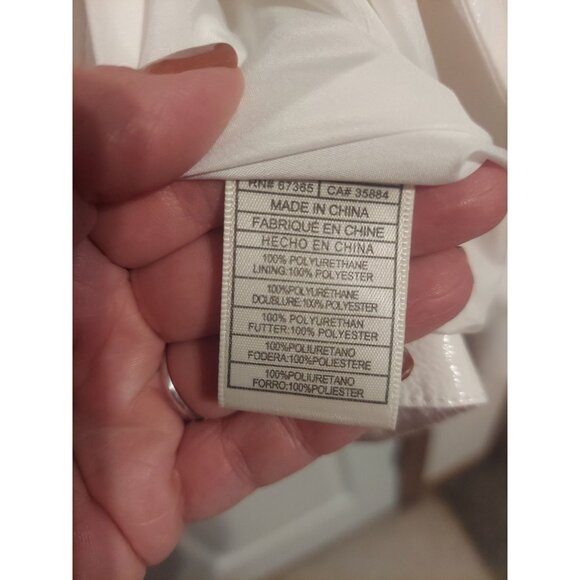 RN# 67365 CA# 35884
MADE IN CHINA
FABRIQUÉ EN CHINE
HECHO EN CHINA
100% POLYURETHANE
LINING:100% POLYESTER
100% POLYURETHANE
DOUBLURE:100% POLYESTER
100% POLYURETHAN
FUTTER:100% POLYESTER
100%POLIURETANO
FODERA:100%POLIESTERE
100%POLIURETANO
FORRO:100%POLIESTER